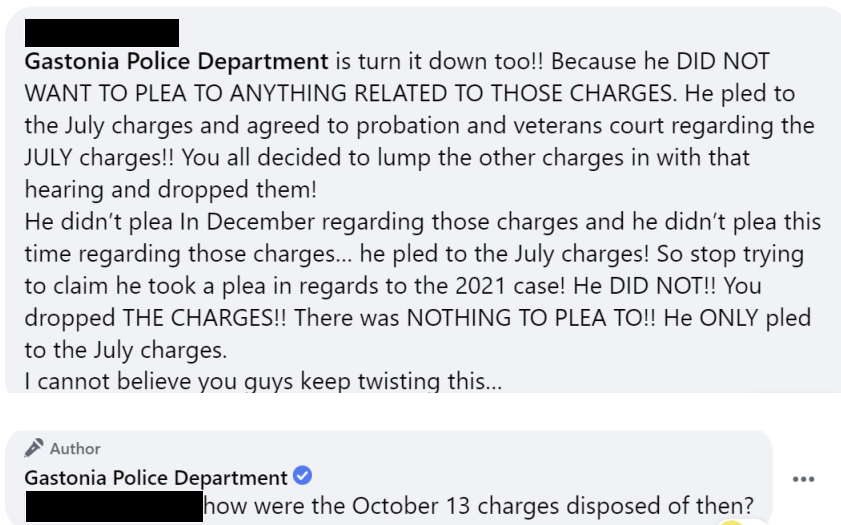 Gastonia Police Department is turn it down too!! Because he DID NOT
WANT TO PLEA TO ANYTHING RELATED TO THOSE CHARGES. He pled to
the July charges and agreed to probation and veterans court regarding the
JULY charges!! You all decided to lump the other charges in with that
hearing and dropped them!
He didn’t plea In December regarding those charges and he didn’t plea this
time regarding those charges... he pled to the July charges! So stop trying
to claim he took a plea in regards to the 2021 case! He DID NOT!! You
dropped THE CHARGES!! There was NOTHING TO PLEA TO!! He ONLY pled
to the July charges.
I cannot believe you guys keep twisting this...
Author
Gastonia Police Department
how were the October 13 charges disposed of then?